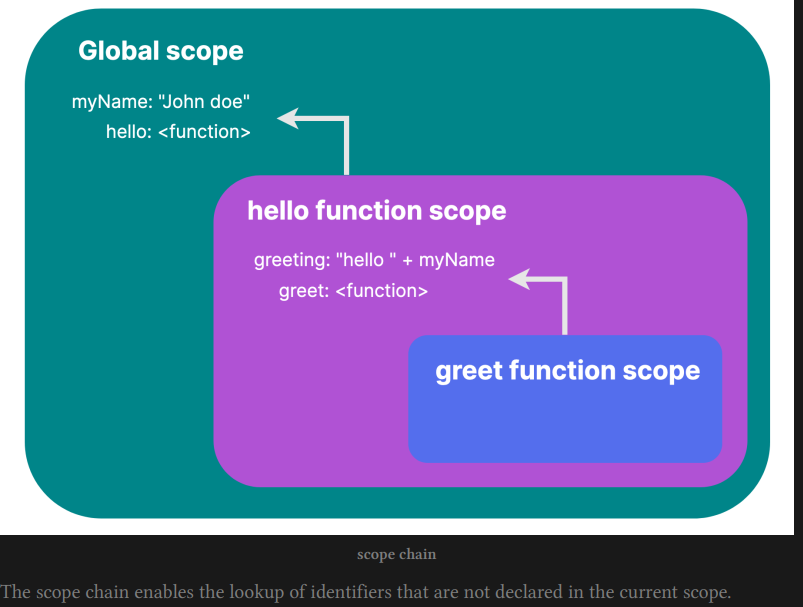 Global scope
myName: "John doe"
hello: <function>
hello function scope
greeting: "hello " + myName
greet: <function>
greet function scope
scope chain
The scope chain enables the lookup of identifiers that are not declared in the current scope.